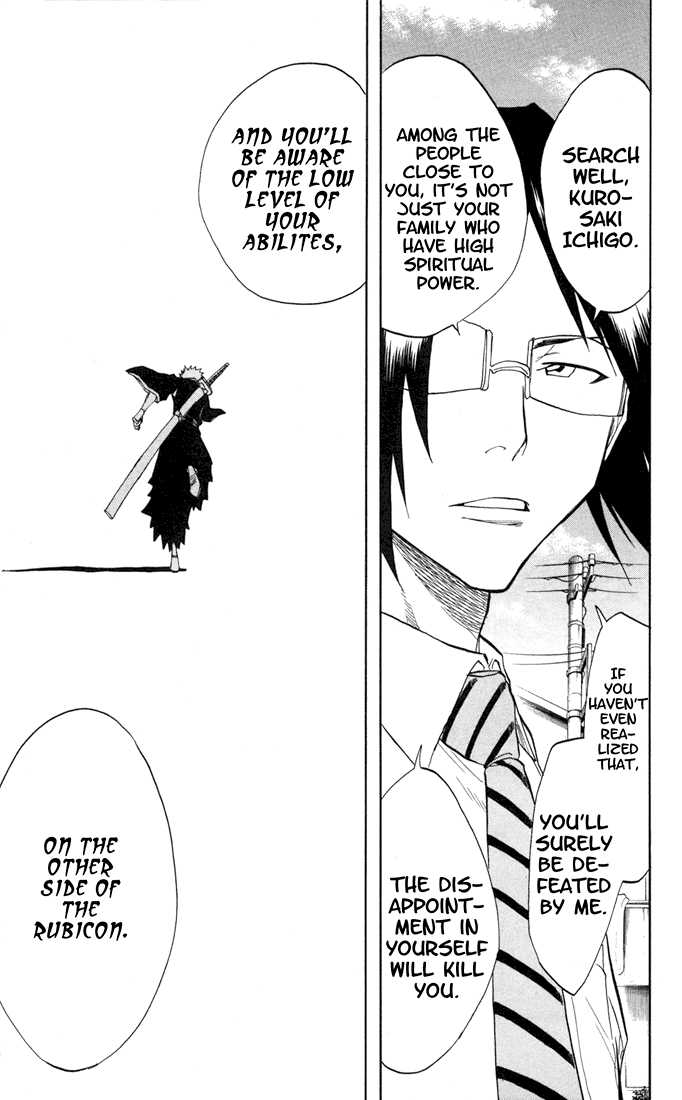 SEARCH
WELL,
KURO-
SAKI
ICHIGO.
AMONG THE
PEOPLE
CLOSE TO
YOU, IT'S NOT
JUST YOUR
FAMILY WHO
HAVE HIGH
SPIRITUAL
POWER.
IF
YOU
HAVEN'T
EVEN
REA-
LIZED
THAT,
YOU'LL
SURELY
BE DE-
FEATED
BY ME.
THE DIS-
APPOINT-
MENT IN
YOURSELF
WILL KILL
YOU.
AND YOU'LL
BE AWARE
OF THE LOW
LEVEL OF
YOUR
ABILITES,
ON THE
OTHER
SIDE OF
THE
RUBICON.